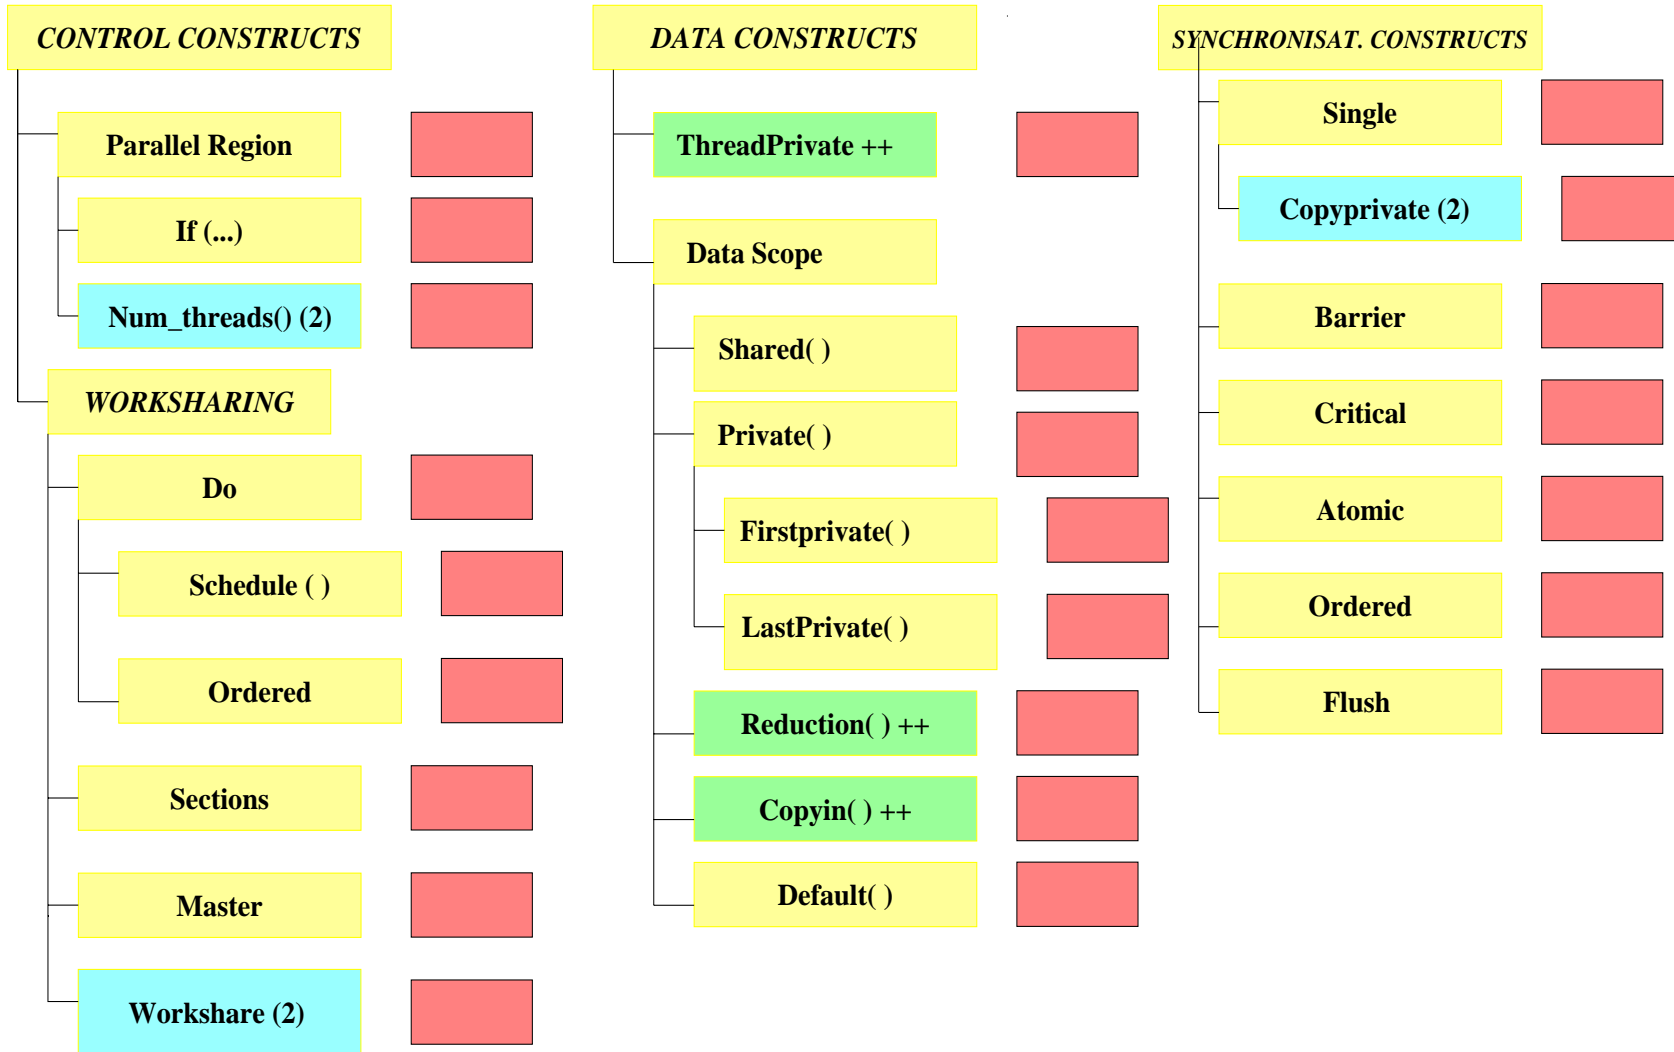 CONTROL CONSTRUCTS
Parallel Region
If (...)
Num_threads() (2)
WORKSHARING
Do
Schedule ( )
Ordered
Sections
Master
Workshare (2)
DATA CONSTRUCTS
ThreadPrivate ++
Data Scope
Shared( )
Private( )
Firstprivate( )
LastPrivate( )
Reduction( ) ++
Copyin( ) ++
Default( )
SYNCHRONISAT. CONSTRUCTS
Single
Copyprivate (2)
Barrier
Critical
Atomic
Ordered
Flush